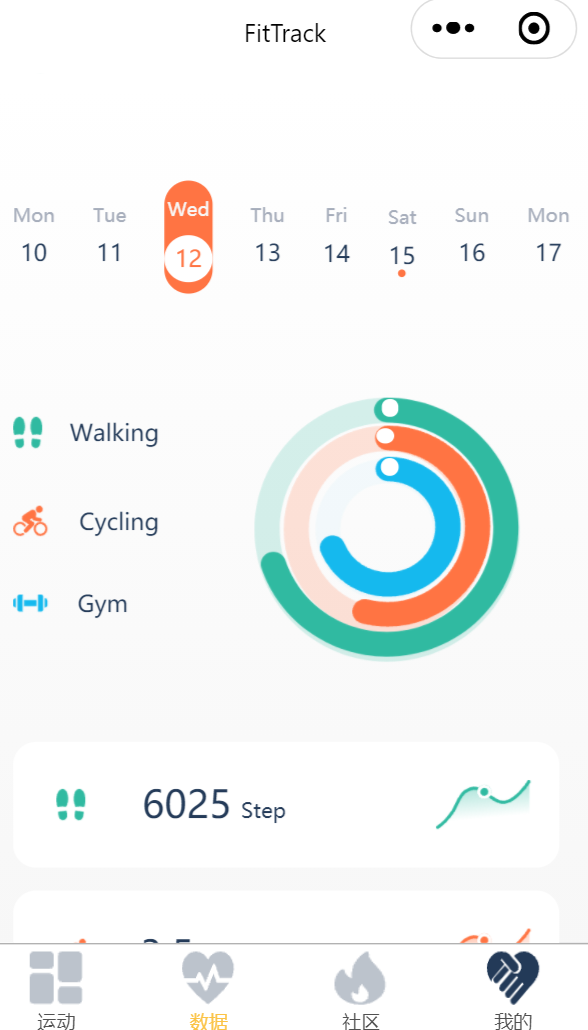 FitTrack
Mon Tue Wed Thu Fri Sat Sun Mon
10 11 12 13 14 15 16 17
Walking
Cycling
Gym
6025 Step
运动 数据 社区 我的